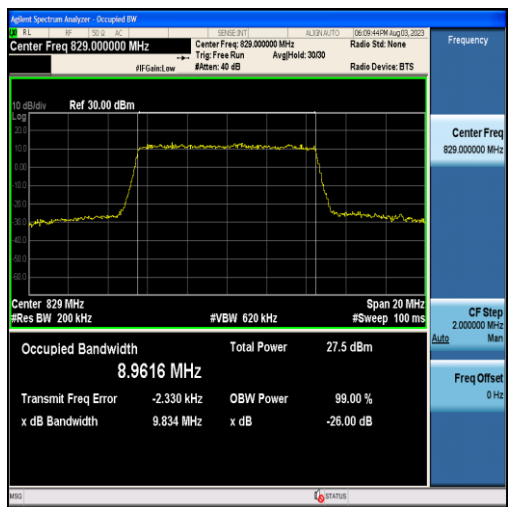 Agilent Spectrum Analyzer - Occupied BW
RL RF 50 Ω AC SENSE:INT ALIGN AUTO 06:09:44PM Aug 03, 2023
Center Freq 829.000000 MHz
Center Freq: 829.000000 MHz
Radio Std: None
Trig: Free Run Avg|Hold: 30/30
#IFGain:Low #Atten: 40 dB Radio Device: BTS
Frequency
10 dB/div Ref 30.00 dBm
Log
20.0
10.0
0.00
-10.0
-20.0
-30.0
-40.0
-50.0
-60.0
Center Freq
829.000000 MHz
Center 829 MHz Span 20 MHz
#Res BW 200 kHz #VBW 620 kHz #Sweep 100 ms
CF Step
2.000000 MHz
Auto Man
Occupied Bandwidth Total Power 27.5 dBm
8.9616 MHz
Transmit Freq Error -2.330 kHz OBW Power 99.00 %
x dB Bandwidth 9.834 MHz x dB -26.00 dB
Freq Offset
0 Hz
MSG STATUS